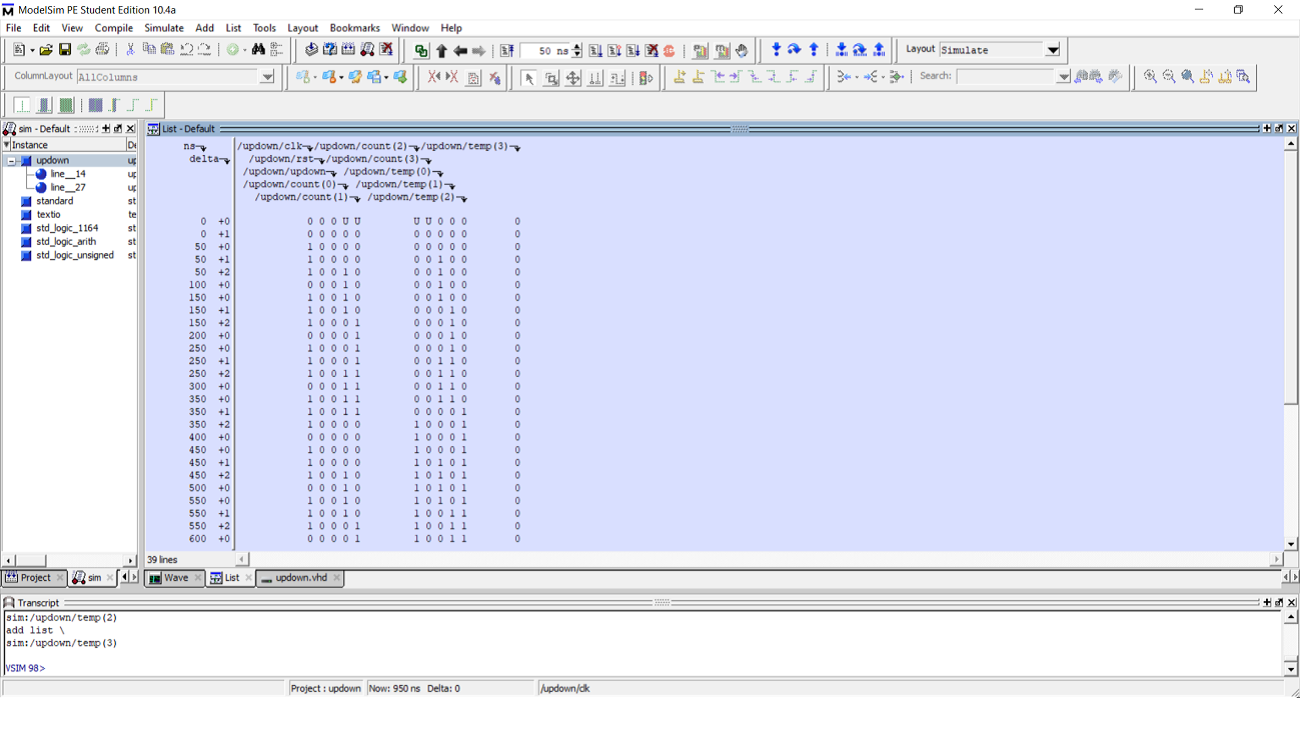 ModelSim PE Student Edition 10.4a
File Edit View Compile Simulate Add List Tools Layout Bookmarks Window Help
50 ns
Layout Simulate
ColumnLayout AllColumns
Search:
sim - Default
Instance De
updown up
line__14 up
line__27 up
standard st
textio te
std_logic_1164 st
std_logic_arith st
std_logic_unsigned st
List - Default
ns /updown/clk /updown/count(2) /updown/temp(3)
delta /updown/rst /updown/count(3)
/updown/updown /updown/temp(0)
/updown/count(0) /updown/temp(1)
/updown/count(1) /updown/temp(2)
0 +0 0 0 0 U U U U 0 0 0 0
0 +1 0 0 0 0 0 0 0 0 0 0 0
50 +0 1 0 0 0 0 0 0 0 0 0 0
50 +1 1 0 0 0 0 0 0 1 0 0 0
50 +2 1 0 0 1 0 0 0 1 0 0 0
100 +0 0 0 0 1 0 0 0 1 0 0 0
150 +0 1 0 0 1 0 0 0 1 0 0 0
150 +1 1 0 0 1 0 0 0 0 1 0 0
150 +2 1 0 0 0 1 0 0 0 1 0 0
200 +0 0 0 0 0 1 0 0 0 1 0 0
250 +0 1 0 0 0 1 0 0 0 1 0 0
250 +1 1 0 0 0 1 0 0 1 1 0 0
250 +2 1 0 0 1 1 0 0 1 1 0 0
300 +0 0 0 0 1 1 0 0 1 1 0 0
350 +0 1 0 0 1 1 0 0 1 1 0 0
350 +1 1 0 0 1 1 0 0 0 0 1 0
350 +2 1 0 0 0 0 1 0 0 0 1 0
400 +0 0 0 0 0 0 1 0 0 0 1 0
450 +0 1 0 0 0 0 1 0 0 0 1 0
450 +1 1 0 0 0 0 1 0 1 0 1 0
450 +2 1 0 0 1 0 1 0 1 0 1 0
500 +0 0 0 0 1 0 1 0 1 0 1 0
550 +0 1 0 0 1 0 1 0 1 0 1 0
550 +1 1 0 0 1 0 1 0 0 1 1 0
550 +2 1 0 0 0 1 1 0 0 1 1 0
600 +0 0 0 0 0 1 1 0 0 1 1 0
39 lines
Project sim Wave List updown.vhd
Transcript
sim:/updown/temp(2)
add list \
sim:/updown/temp(3)
VSIM 98>
Project : updown Now: 950 ns Delta: 0 /updown/clk